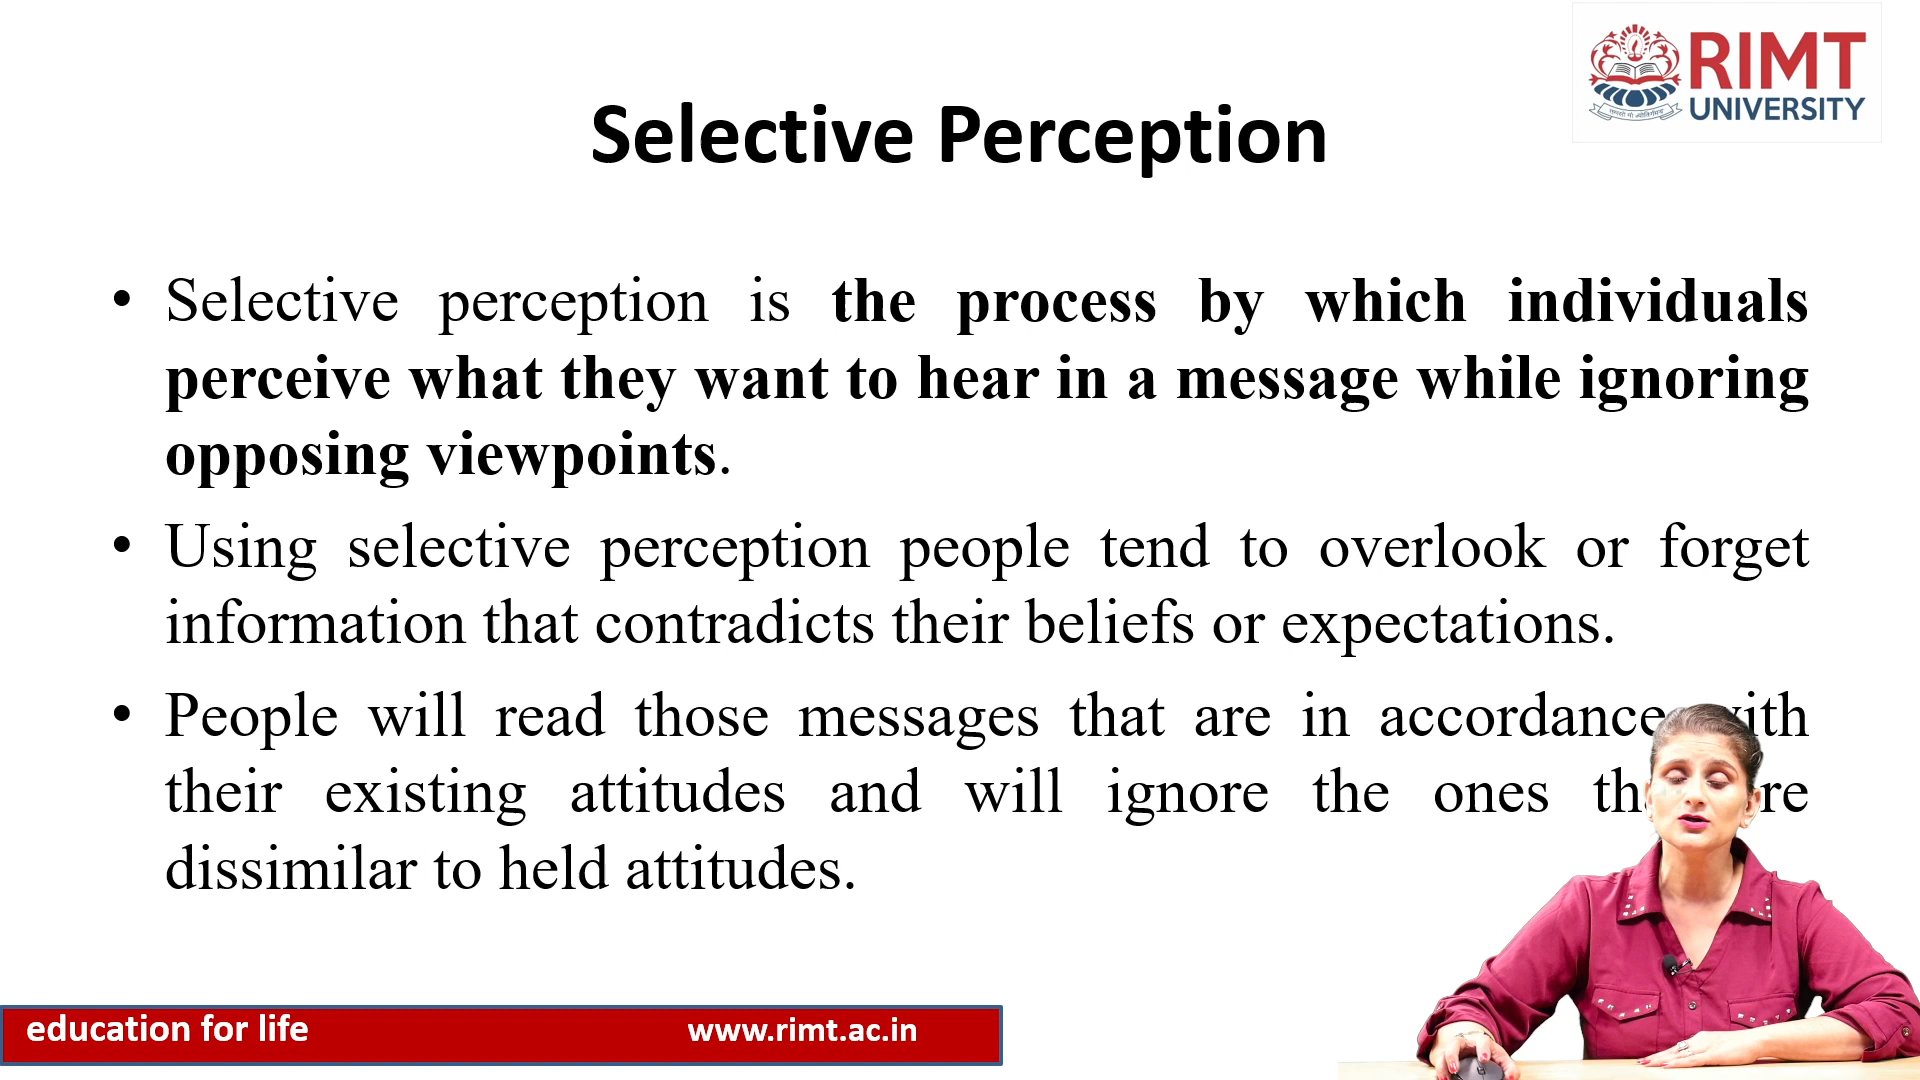 RIMT
UNIVERSITY
Selective Perception
• Selective perception is the process by which individuals
perceive what they want to hear in a message while ignoring
opposing viewpoints.
• Using selective perception people tend to overlook or forget
information that contradicts their beliefs or expectations.
• People will read those messages that are in accordance with
their existing attitudes and will ignore the ones that are
dissimilar to held attitudes.
education for life www.rimt.ac.in